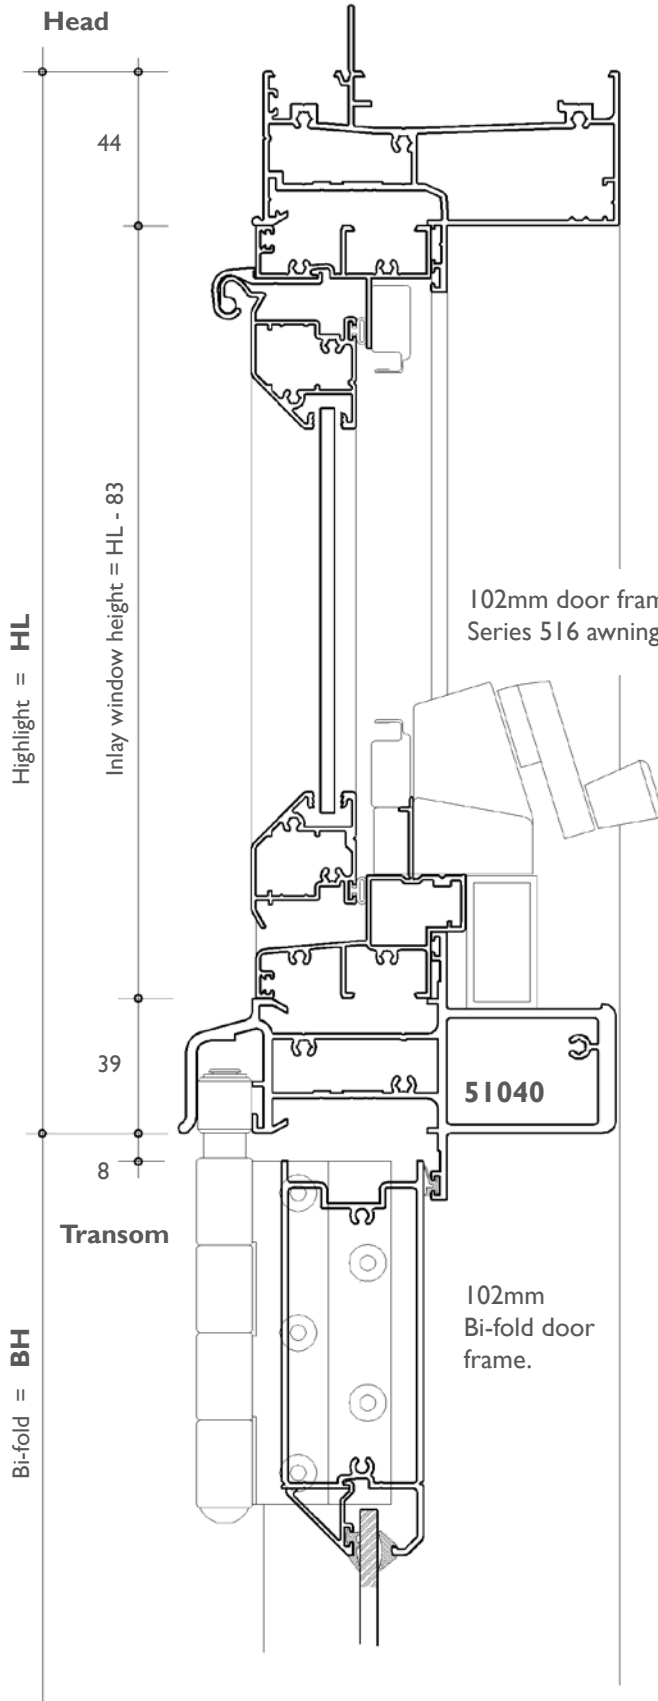 Head
44
Inlay window height = HL - 83
Highlight = HL
102mm door fram
Series 516 awning
39
51040
8
Transom
102mm
Bi-fold door
frame.
Bi-fold = BH